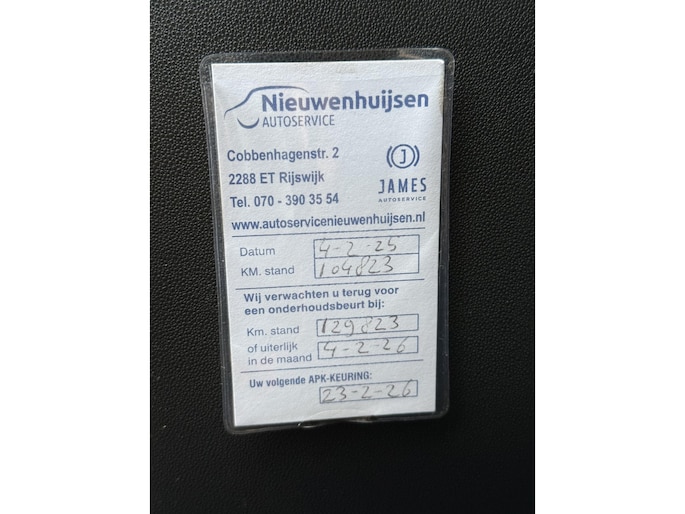 Nieuwenhuijsen
AUTOSERVICE
Cobbenhagenstr. 2
2288 ET Rijswijk
Tel. 070 - 390 35 54
J
JAMES
AUTOSERVICE
www.autoservicenieuwenhuijsen.nl
Datum 4-2-25
KM. stand 104823
Wij verwachten u terug voor
een onderhoudsbeurt bij:
Km. stand 129823
of uiterlijk
in de maand 4-2-26
Uw volgende APK-KEURING:
23-2-26